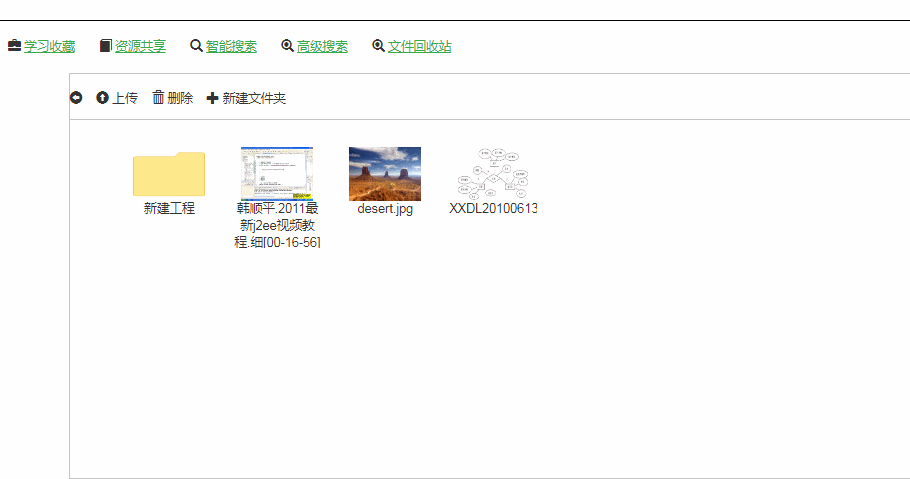 学习收藏 资源共享 智能搜索 高级搜索 文件回收站
上传 删除 新建文件夹
新建工程
韩顺平.2011最
新j2ee视频教
程.细[00-16-56]
desert.jpg
XXDL20100613